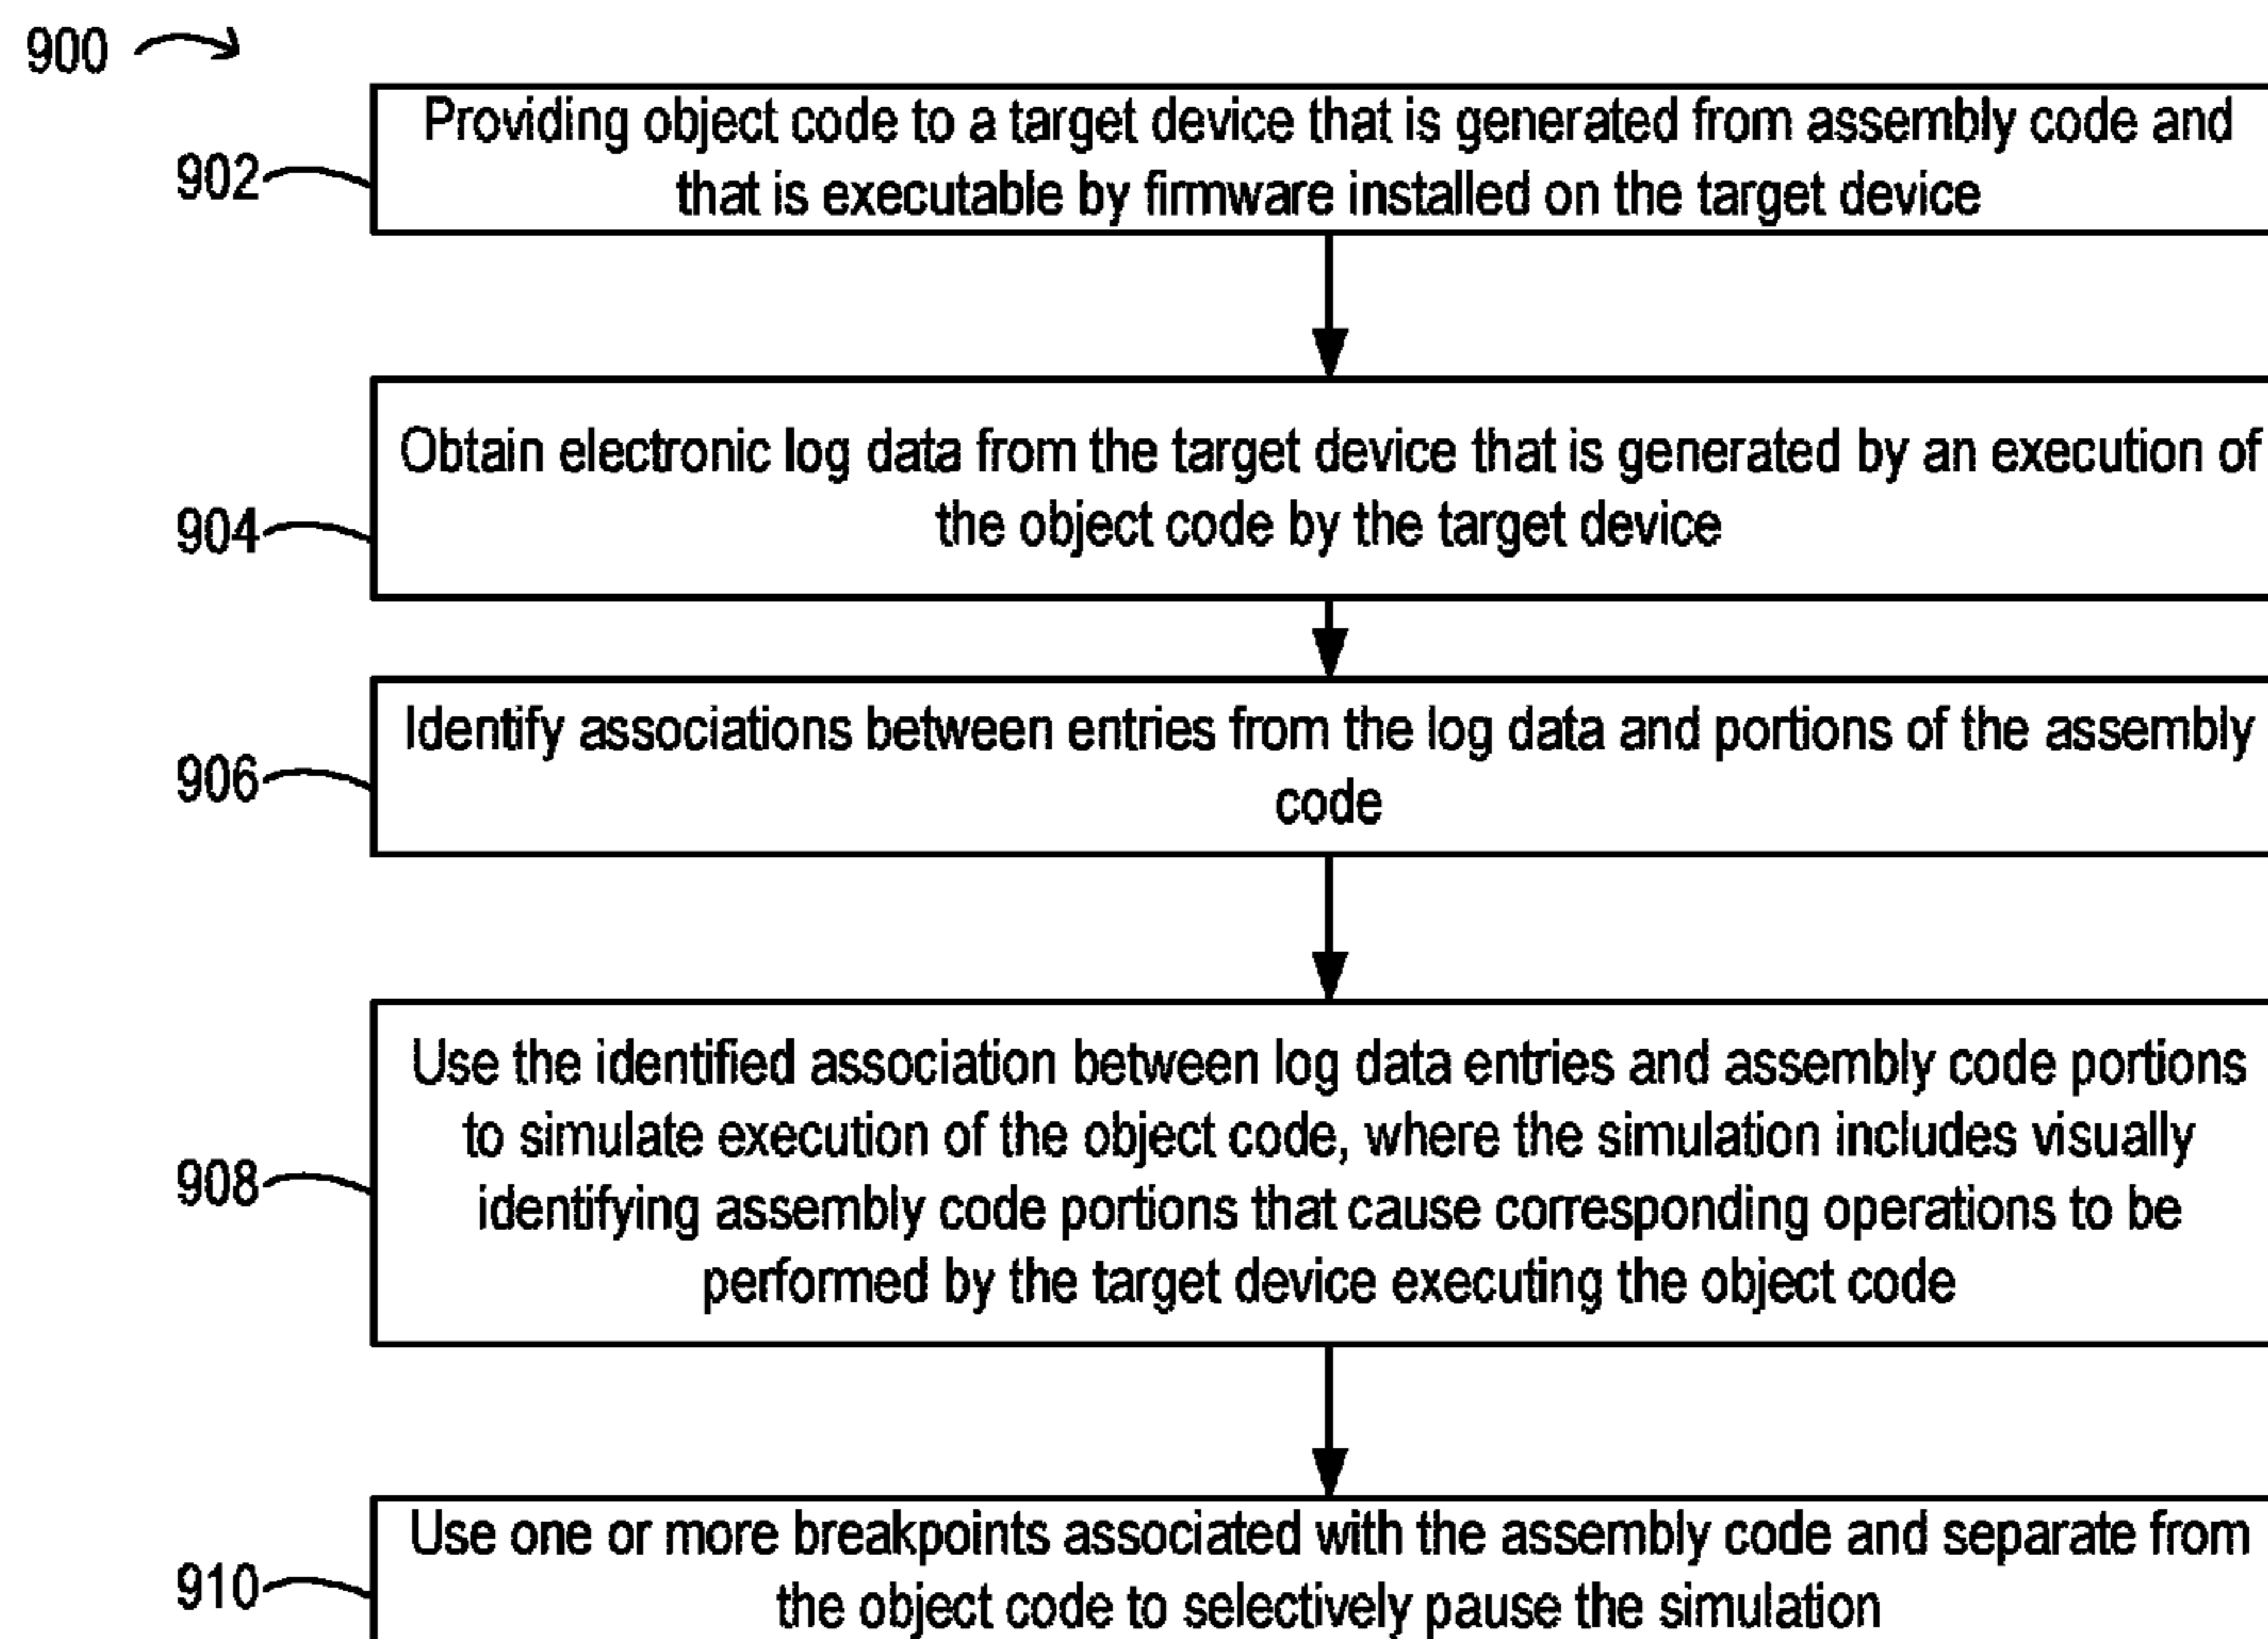 900
Providing object code to a target device that is generated from assembly code and
902
that is executable by firmware installed on the target device
Obtain electronic log data from the target device that is generated by an execution of
904
the object code by the target device
Identify associations between entries from the log data and portions of the assembly
906
code
Use the identified association between log data entries and assembly code portions
to simulate execution of the object code, where the simulation includes visually
908
identifying assembly code portions that cause corresponding operations to be
performed by the target device executing the object code
Use one or more breakpoints associated with the assembly code and separate from
910
the object code to selectively pause the simulation